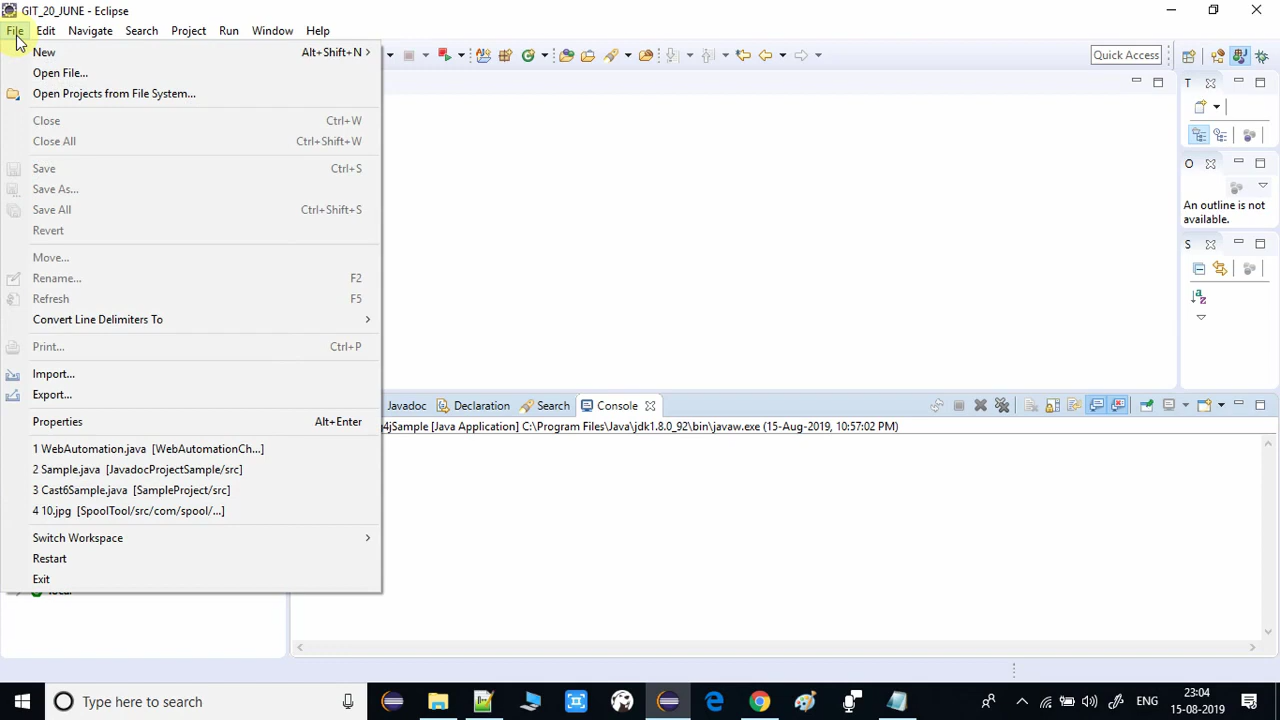 GIT_20_JUNE - Eclipse
File Edit Navigate Search Project Run Window Help
New Alt+Shift+N
Open File...
Open Projects from File System...
Close Ctrl+W
Close All Ctrl+Shift+W
Save Ctrl+S
Save As...
Save All Ctrl+Shift+S
Revert
Move...
Rename... F2
Refresh F5
Convert Line Delimiters To
Print... Ctrl+P
Import...
Export...
Properties Alt+Enter
1 WebAutomation.java [WebAutomationCh...]
2 Sample.java [JavadocProjectSample/src]
3 Cast6Sample.java [SampleProject/src]
4 10.jpg [SpoolTool/src/com/spool/...]
Switch Workspace
Restart
Exit
Quick Access
T
O
An outline is not
available.
S
Javadoc Declaration Search Console
4jSample [Java Application] C:\Program Files\Java\jdk1.8.0_92\bin\javaw.exe (15-Aug-2019, 10:57:02 PM)
Type here to search
ENG
23:04
15-08-2019